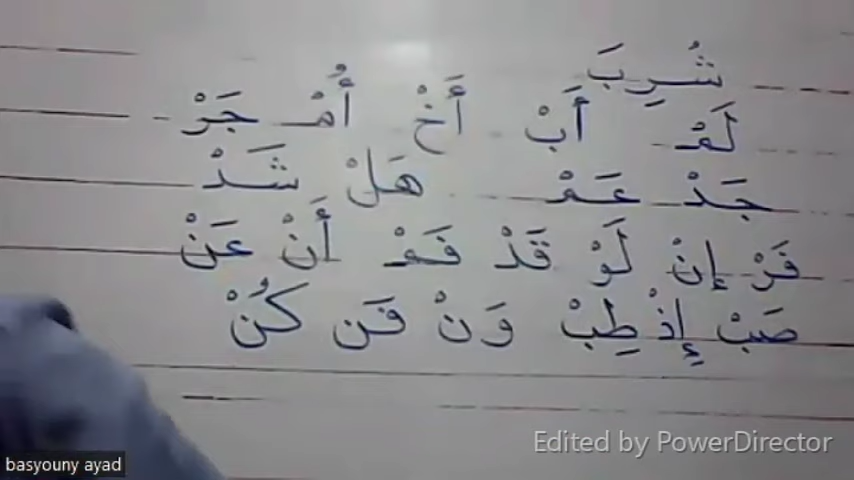 شُرِبَ
لَمْ أَبْ أَخْ أُمْ جَرْ
جَدْ عَمْ هَلْ شَدْ
فَرْ إِنْ لَوْ قَدْ فَمْ أَنْ عَنْ
صَبْ إِذْ طِبْ وَنْ فَن كُنْ
Edited by PowerDirector
basyouny ayad